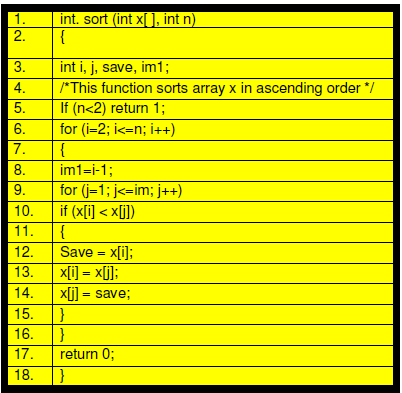 1. int. sort (int x[ ], int n)
2. {
3. int i, j, save, im1;
4. /*This function sorts array x in ascending order */
5. If (n<2) return 1;
6. for (i=2; i<=n; i++)
7. {
8. im1=i-1;
9. for (j=1; j<=im; j++)
10. if (x[i] < x[j])
11. {
12. Save = x[i];
13. x[i] = x[j];
14. x[j] = save;
15. }
16. }
17. return 0;
18. }